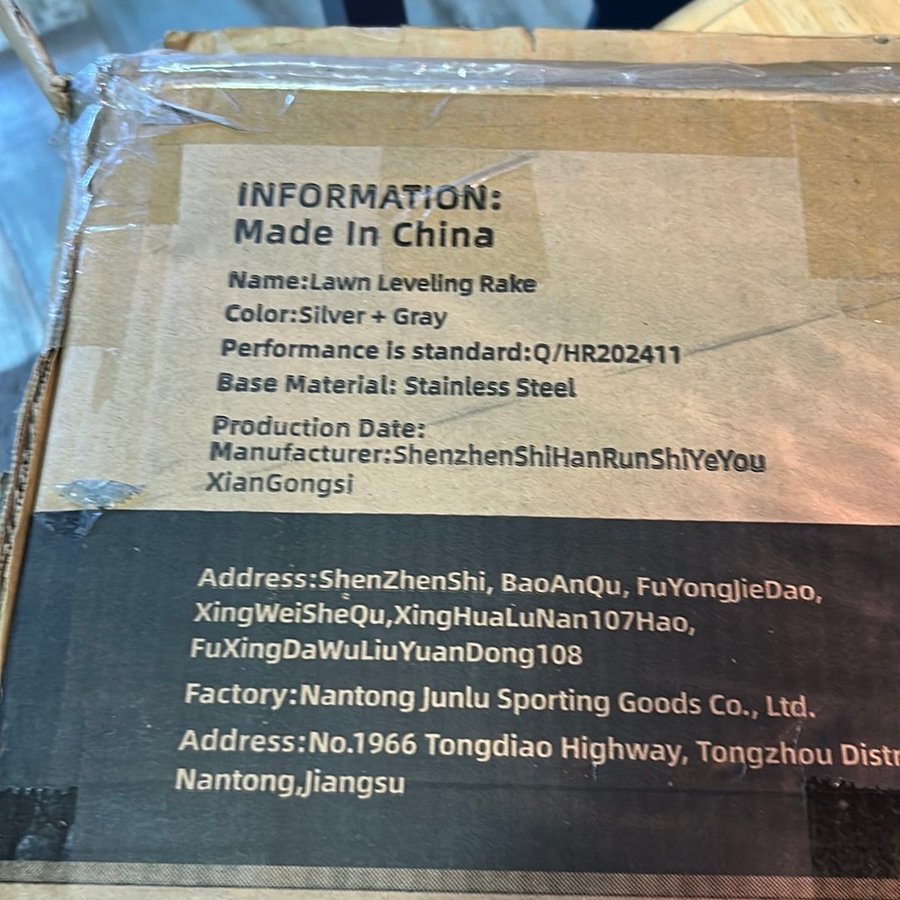 INFORMATION:
Made In China
Name:Lawn Leveling Rake
Color:Silver + Gray
Performance is standard:Q/HR202411
Base Material: Stainless Steel
Production Date:
Manufacturer:ShenzhenShiHanRunShiYeYou
XianGongsi
Address:ShenZhenShi, BaoAnQu, FuYongJieDao,
XingWeiSheQu,XingHuaLuNan107Hao,
FuXingDaWuLiuYuanDong108
Factory:Nantong Junlu Sporting Goods Co., Ltd.
Address:No.1966 Tongdiao Highway, Tongzhou Distr
Nantong,Jiangsu